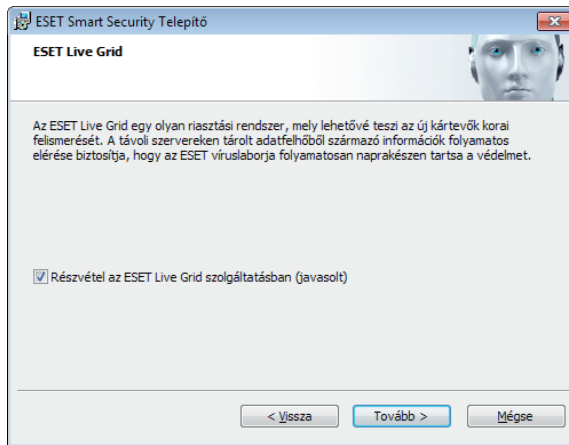 ESET Smart Security Telepítő
ESET Live Grid
Az ESET Live Grid egy olyan riasztási rendszer, mely lehetővé teszi az új kártevők korai
felismerését. A távoli szervereken tárolt adatfelhőből származó információk folyamatos
elérése biztosítja, hogy az ESET víruslaborja folyamatosan naprakészen tartsa a védelmet.
Részvétel az ESET Live Grid szolgáltatásban (javasolt)
< Vissza
Tovább >
Mégse